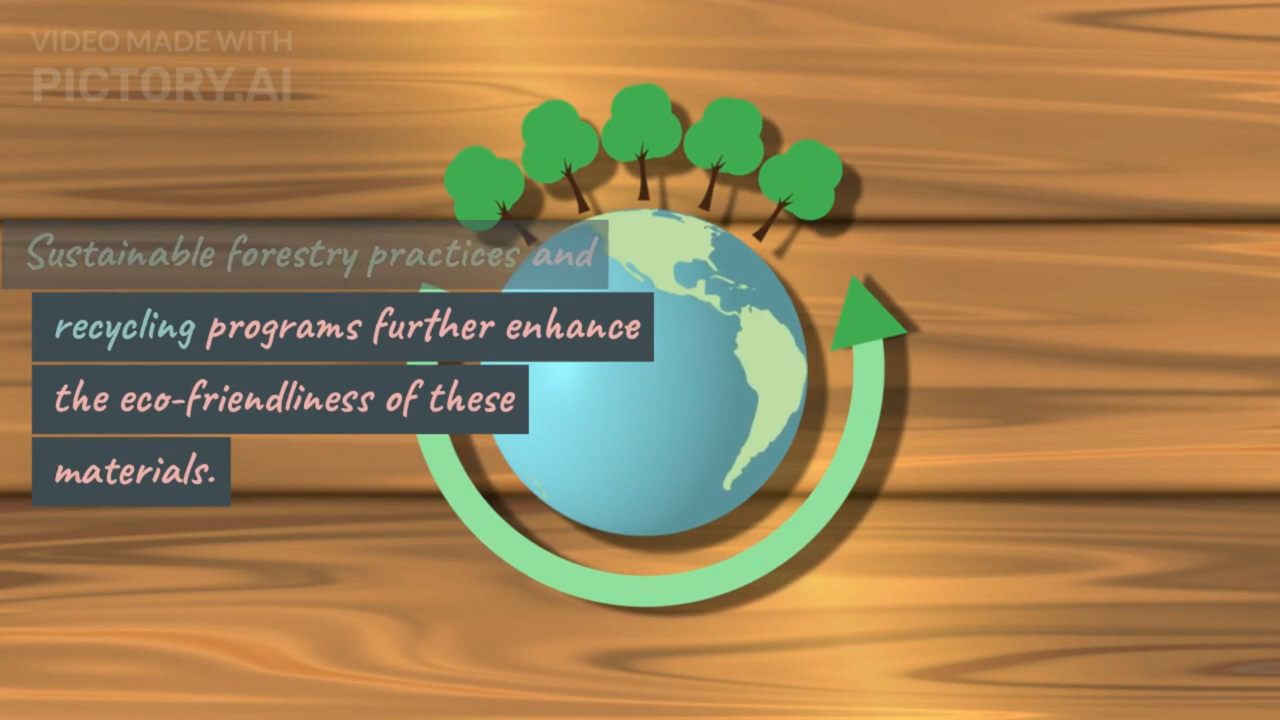 VIDEO MADE WITH
PICTORY.AI
Sustainable forestry practices and
recycling programs further enhance
the eco-friendliness of these
materials.